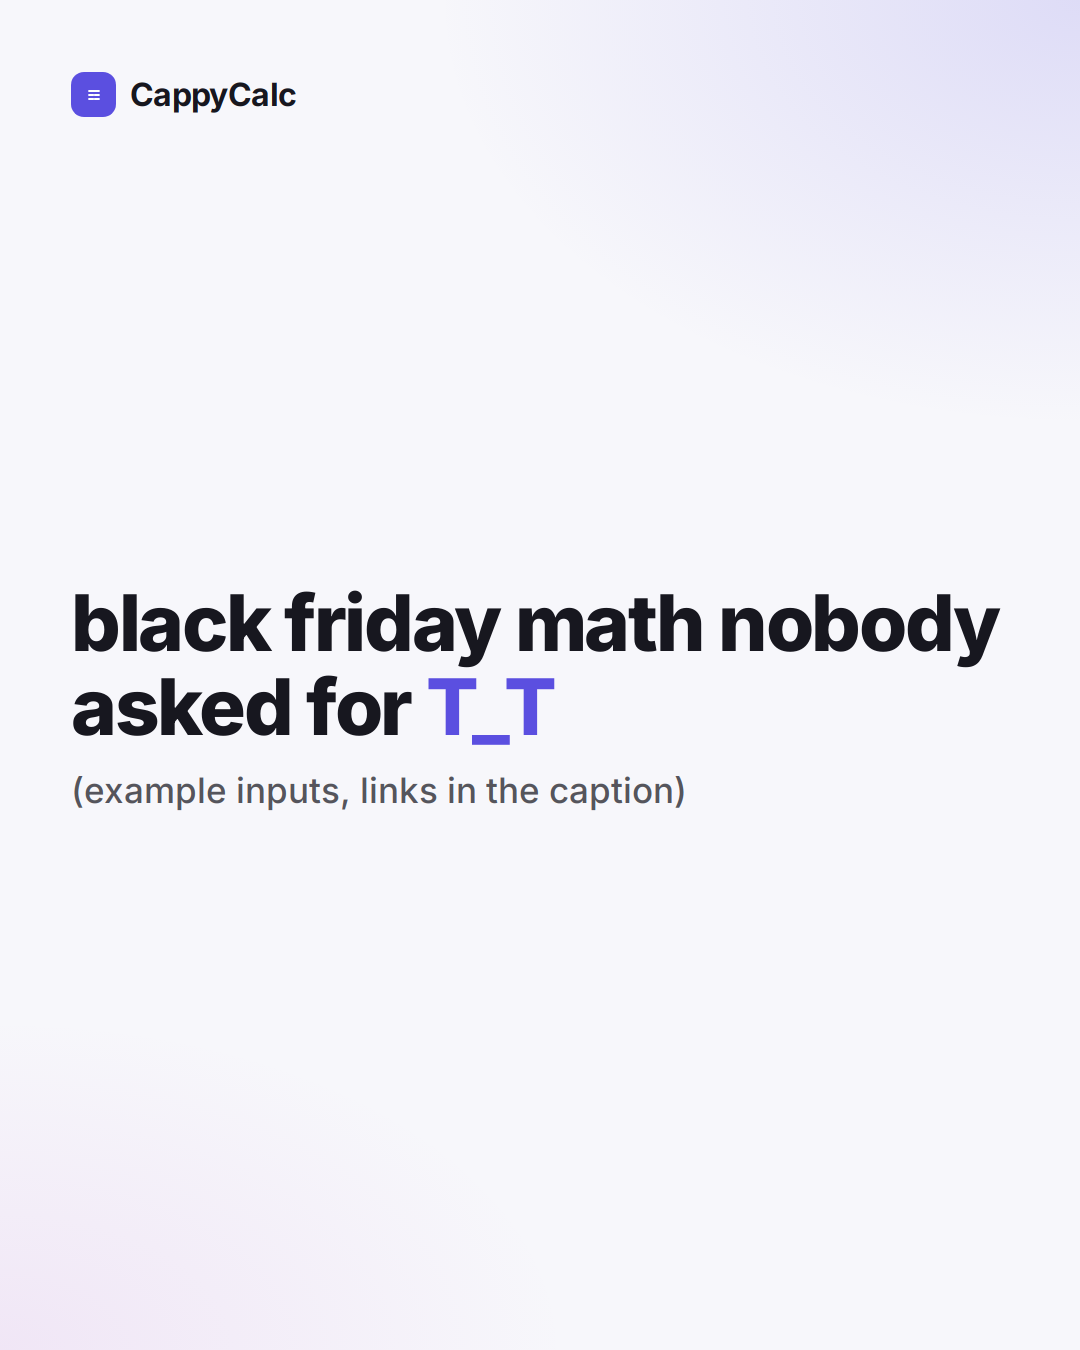 CappyCalc
black friday math nobody
asked for T_T
(example inputs, links in the caption)